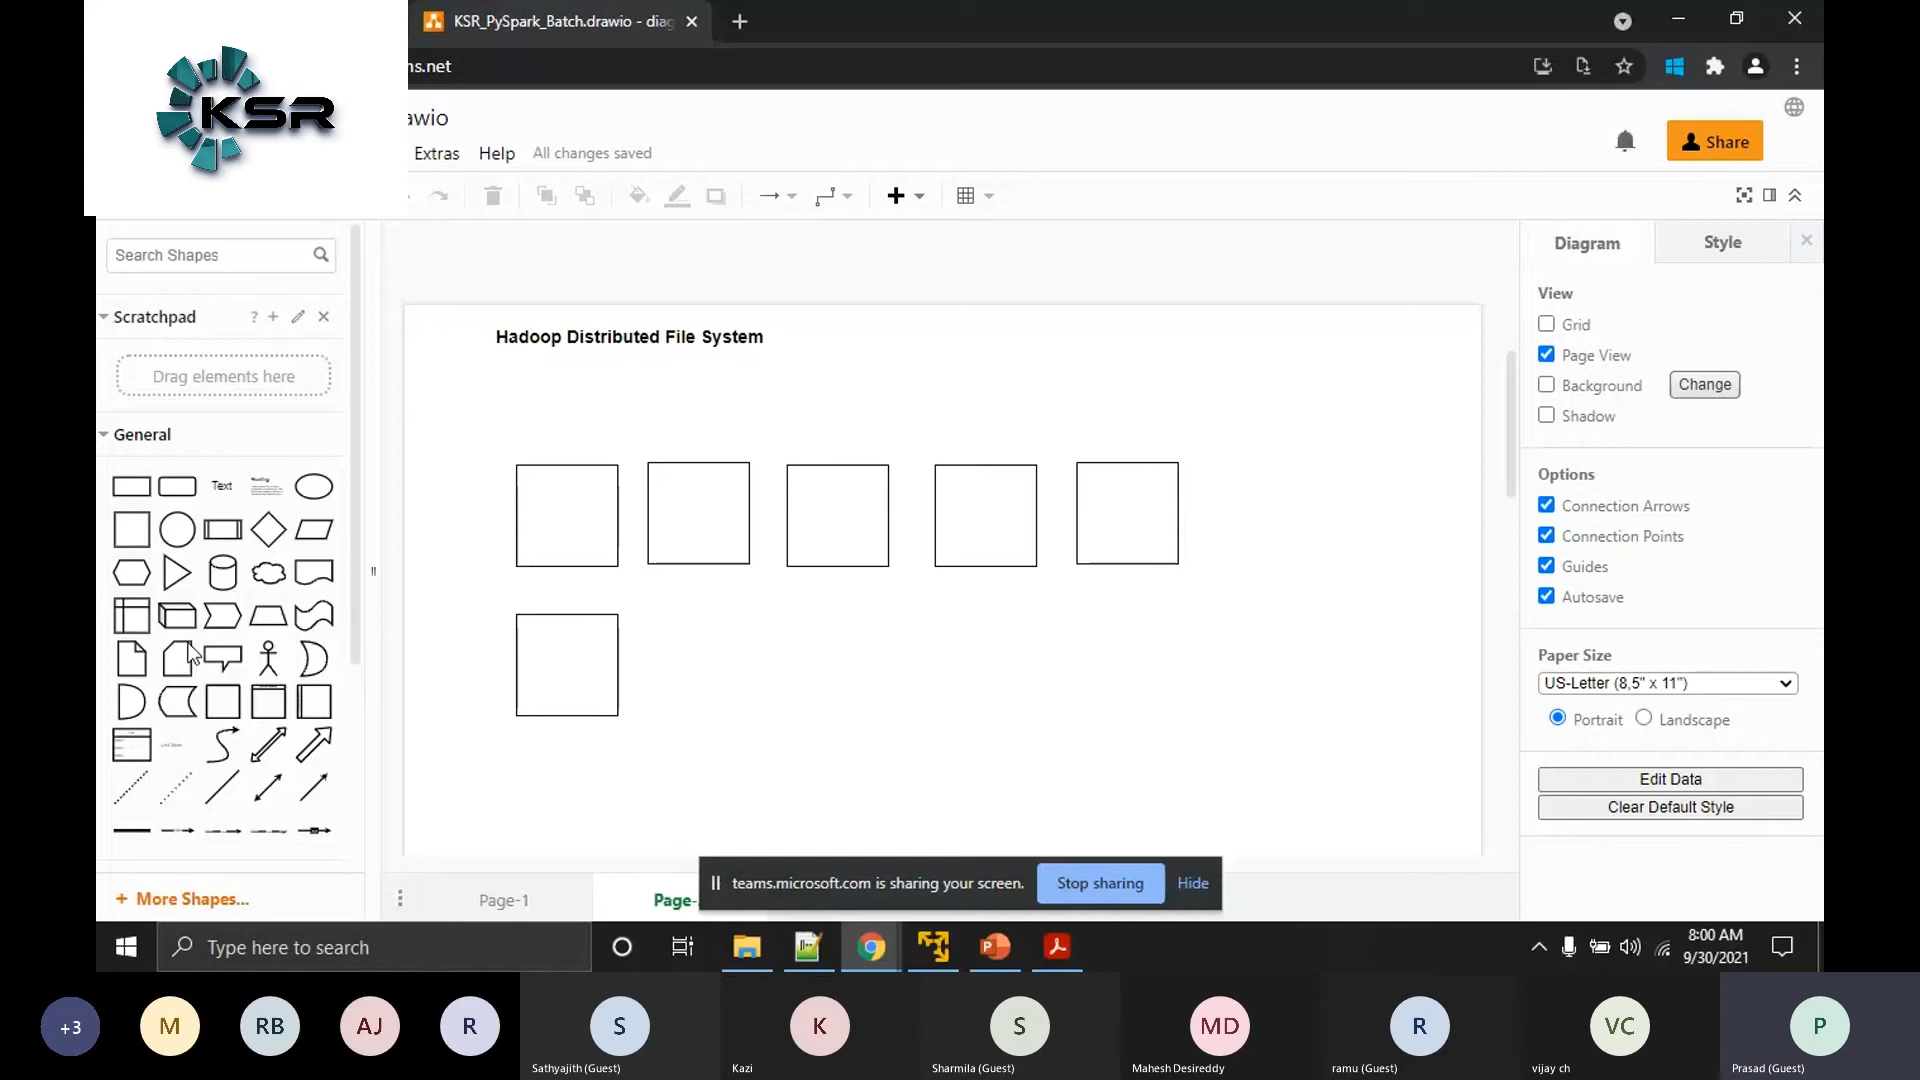 KSR_PySpark_Batch.drawio - diag
KSR
ns.net
awio
Extras Help All changes saved
Share
Search Shapes
Scratchpad ?
Drag elements here
General
Text
More Shapes...
Hadoop Distributed File System
Page-1
Page-
Diagram Style
View
Grid
Page View
Background Change
Shadow
Options
Connection Arrows
Connection Points
Guides
Autosave
Paper Size
US-Letter (8,5" x 11")
Portrait Landscape
Edit Data
Clear Default Style
teams.microsoft.com is sharing your screen. Stop sharing Hide
Type here to search
8:00 AM
9/30/2021
+3 M RB AJ R S K S MD R VC P
Sathyajith (Guest) Kazi Sharmila (Guest) Mahesh Desireddy ramu (Guest) vijay ch Prasad (Guest)